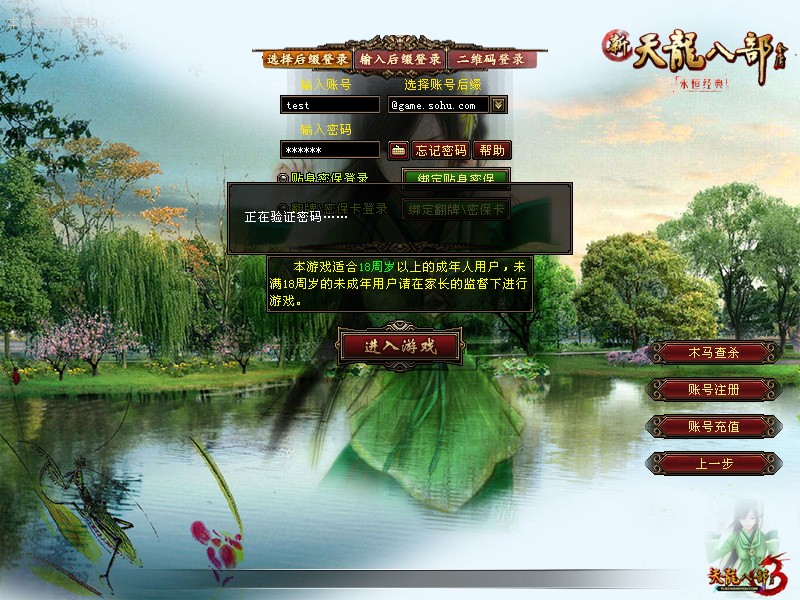 新天龍八部
永恒经典
选择后缀登录 输入后缀登录 二维码登录
输入账号 选择账号后缀
test @game.sohu.com
输入密码
****** 忘记密码 帮助
贴身密保登录 绑定贴身密保
翻牌\密保卡登录 绑定翻牌\密保卡
正在验证密码……
本游戏适合18周岁以上的成年人用户，未
满18周岁的未成年用户请在家长的监督下进行
游戏。
进入游戏
木马查杀
账号注册
账号充值
上一步
天龍八部3